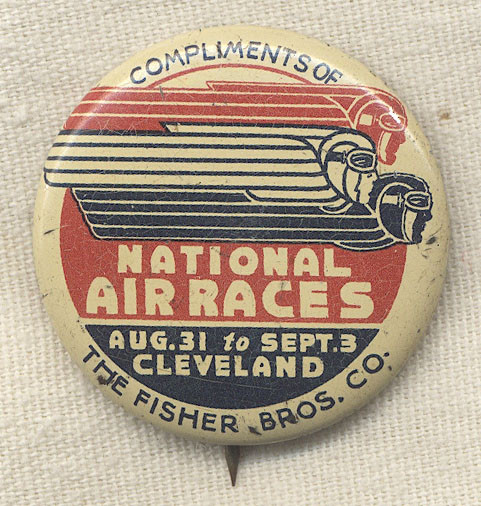 COMPLIMENTS OF
NATIONAL
AIR RACES
AUG. 31 to SEPT. 3
CLEVELAND
THE FISHER BROS. CO.